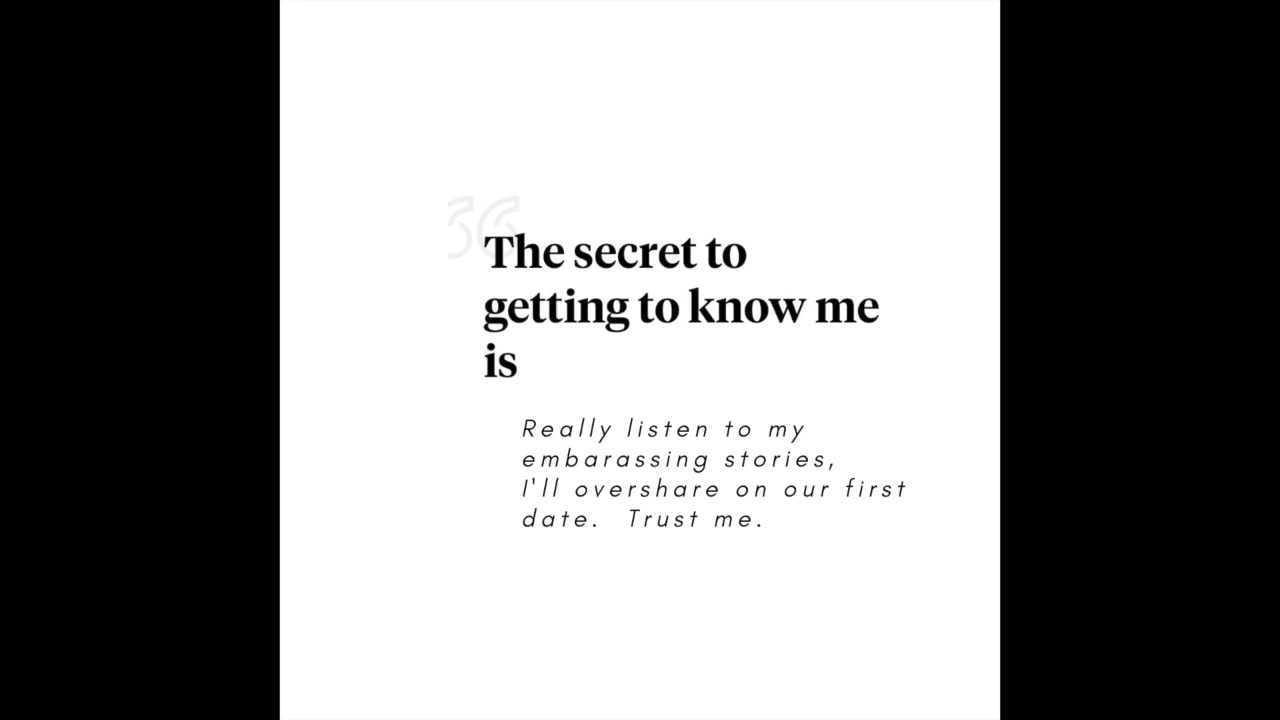 The secret to
getting to know me
is
Really listen to my
embarassing stories,
I'll overshare on our first
date.  Trust me.